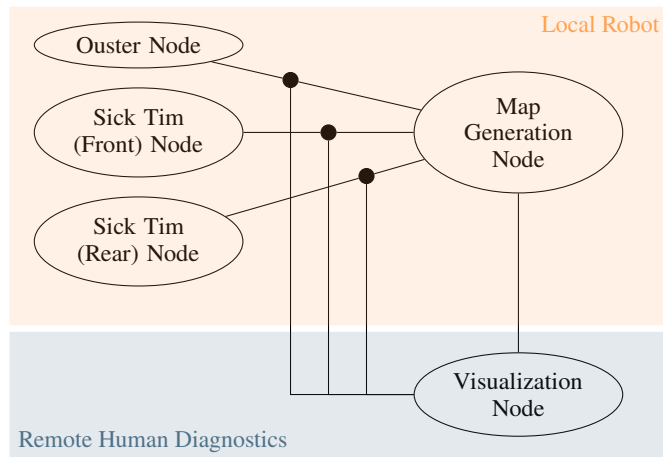 Local Robot
Ouster Node
Sick Tim
(Front) Node
Map
Generation
Node
Sick Tim
(Rear) Node
Visualization
Node
Remote Human Diagnostics